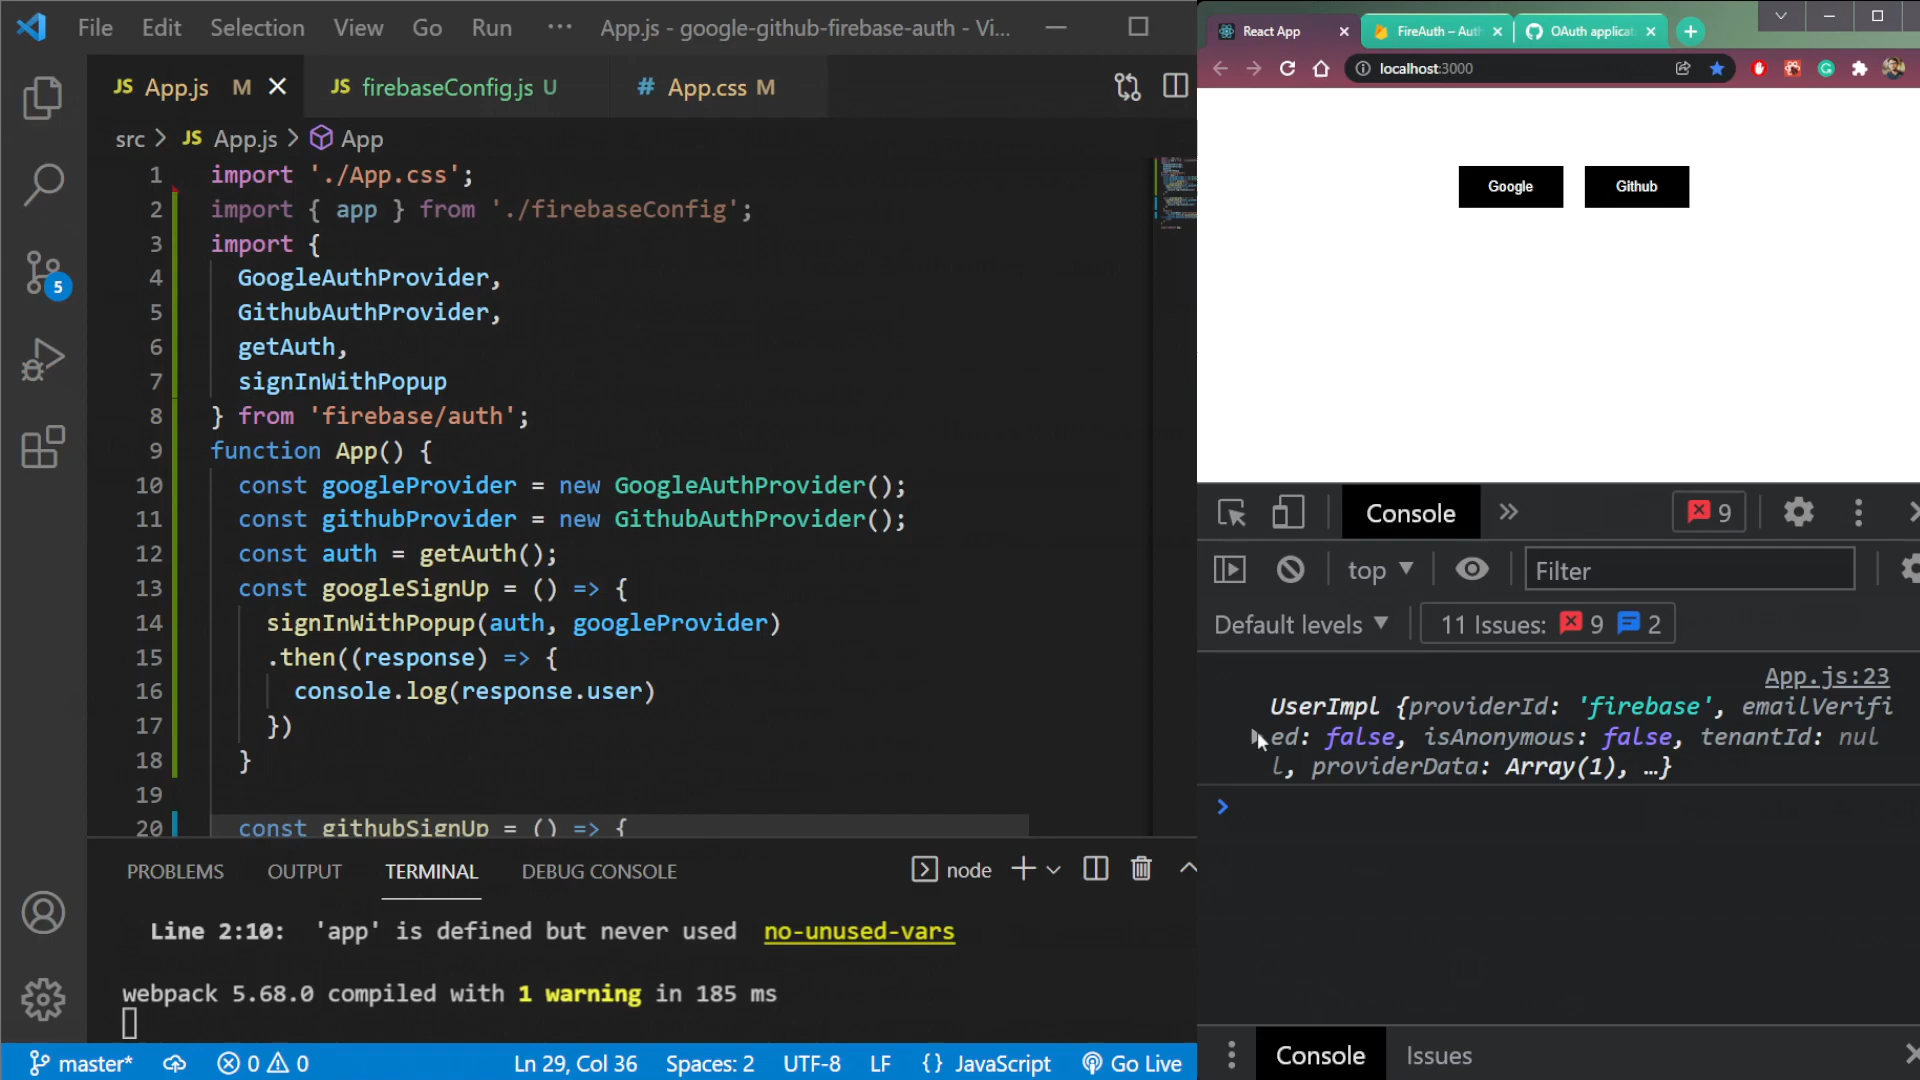 File Edit Selection View Go Run ··· App.js - google-github-firebase-auth - Vi...
JS App.js M
JS firebaseConfig.js U
# App.css M
src > JS App.js > App
1 import './App.css';
2 import { app } from './firebaseConfig';
3 import {
4 GoogleAuthProvider,
5 GithubAuthProvider,
6 getAuth,
7 signInWithPopup
8 } from 'firebase/auth';
9 function App() {
10 const googleProvider = new GoogleAuthProvider();
11 const githubProvider = new GithubAuthProvider();
12 const auth = getAuth();
13 const googleSignUp = () => {
14 signInWithPopup(auth, googleProvider)
15 .then((response) => {
16 console.log(response.user)
17 })
18 }
19
20 const githubSignUp = () => {
5
PROBLEMS OUTPUT TERMINAL DEBUG CONSOLE node
Line 2:10: 'app' is defined but never used no-unused-vars
webpack 5.68.0 compiled with 1 warning in 185 ms
master* 0 0 Ln 29, Col 36 Spaces: 2 UTF-8 LF {} JavaScript Go Live
React App FireAuth – Auth OAuth applicat
localhost:3000
Google Github
Console » 9
top Filter
Default levels 11 Issues: 9 2
App.js:23
UserImpl {providerId: 'firebase', emailVerifi
ed: false, isAnonymous: false, tenantId: nul
l, providerData: Array(1), …}
>
Console Issues